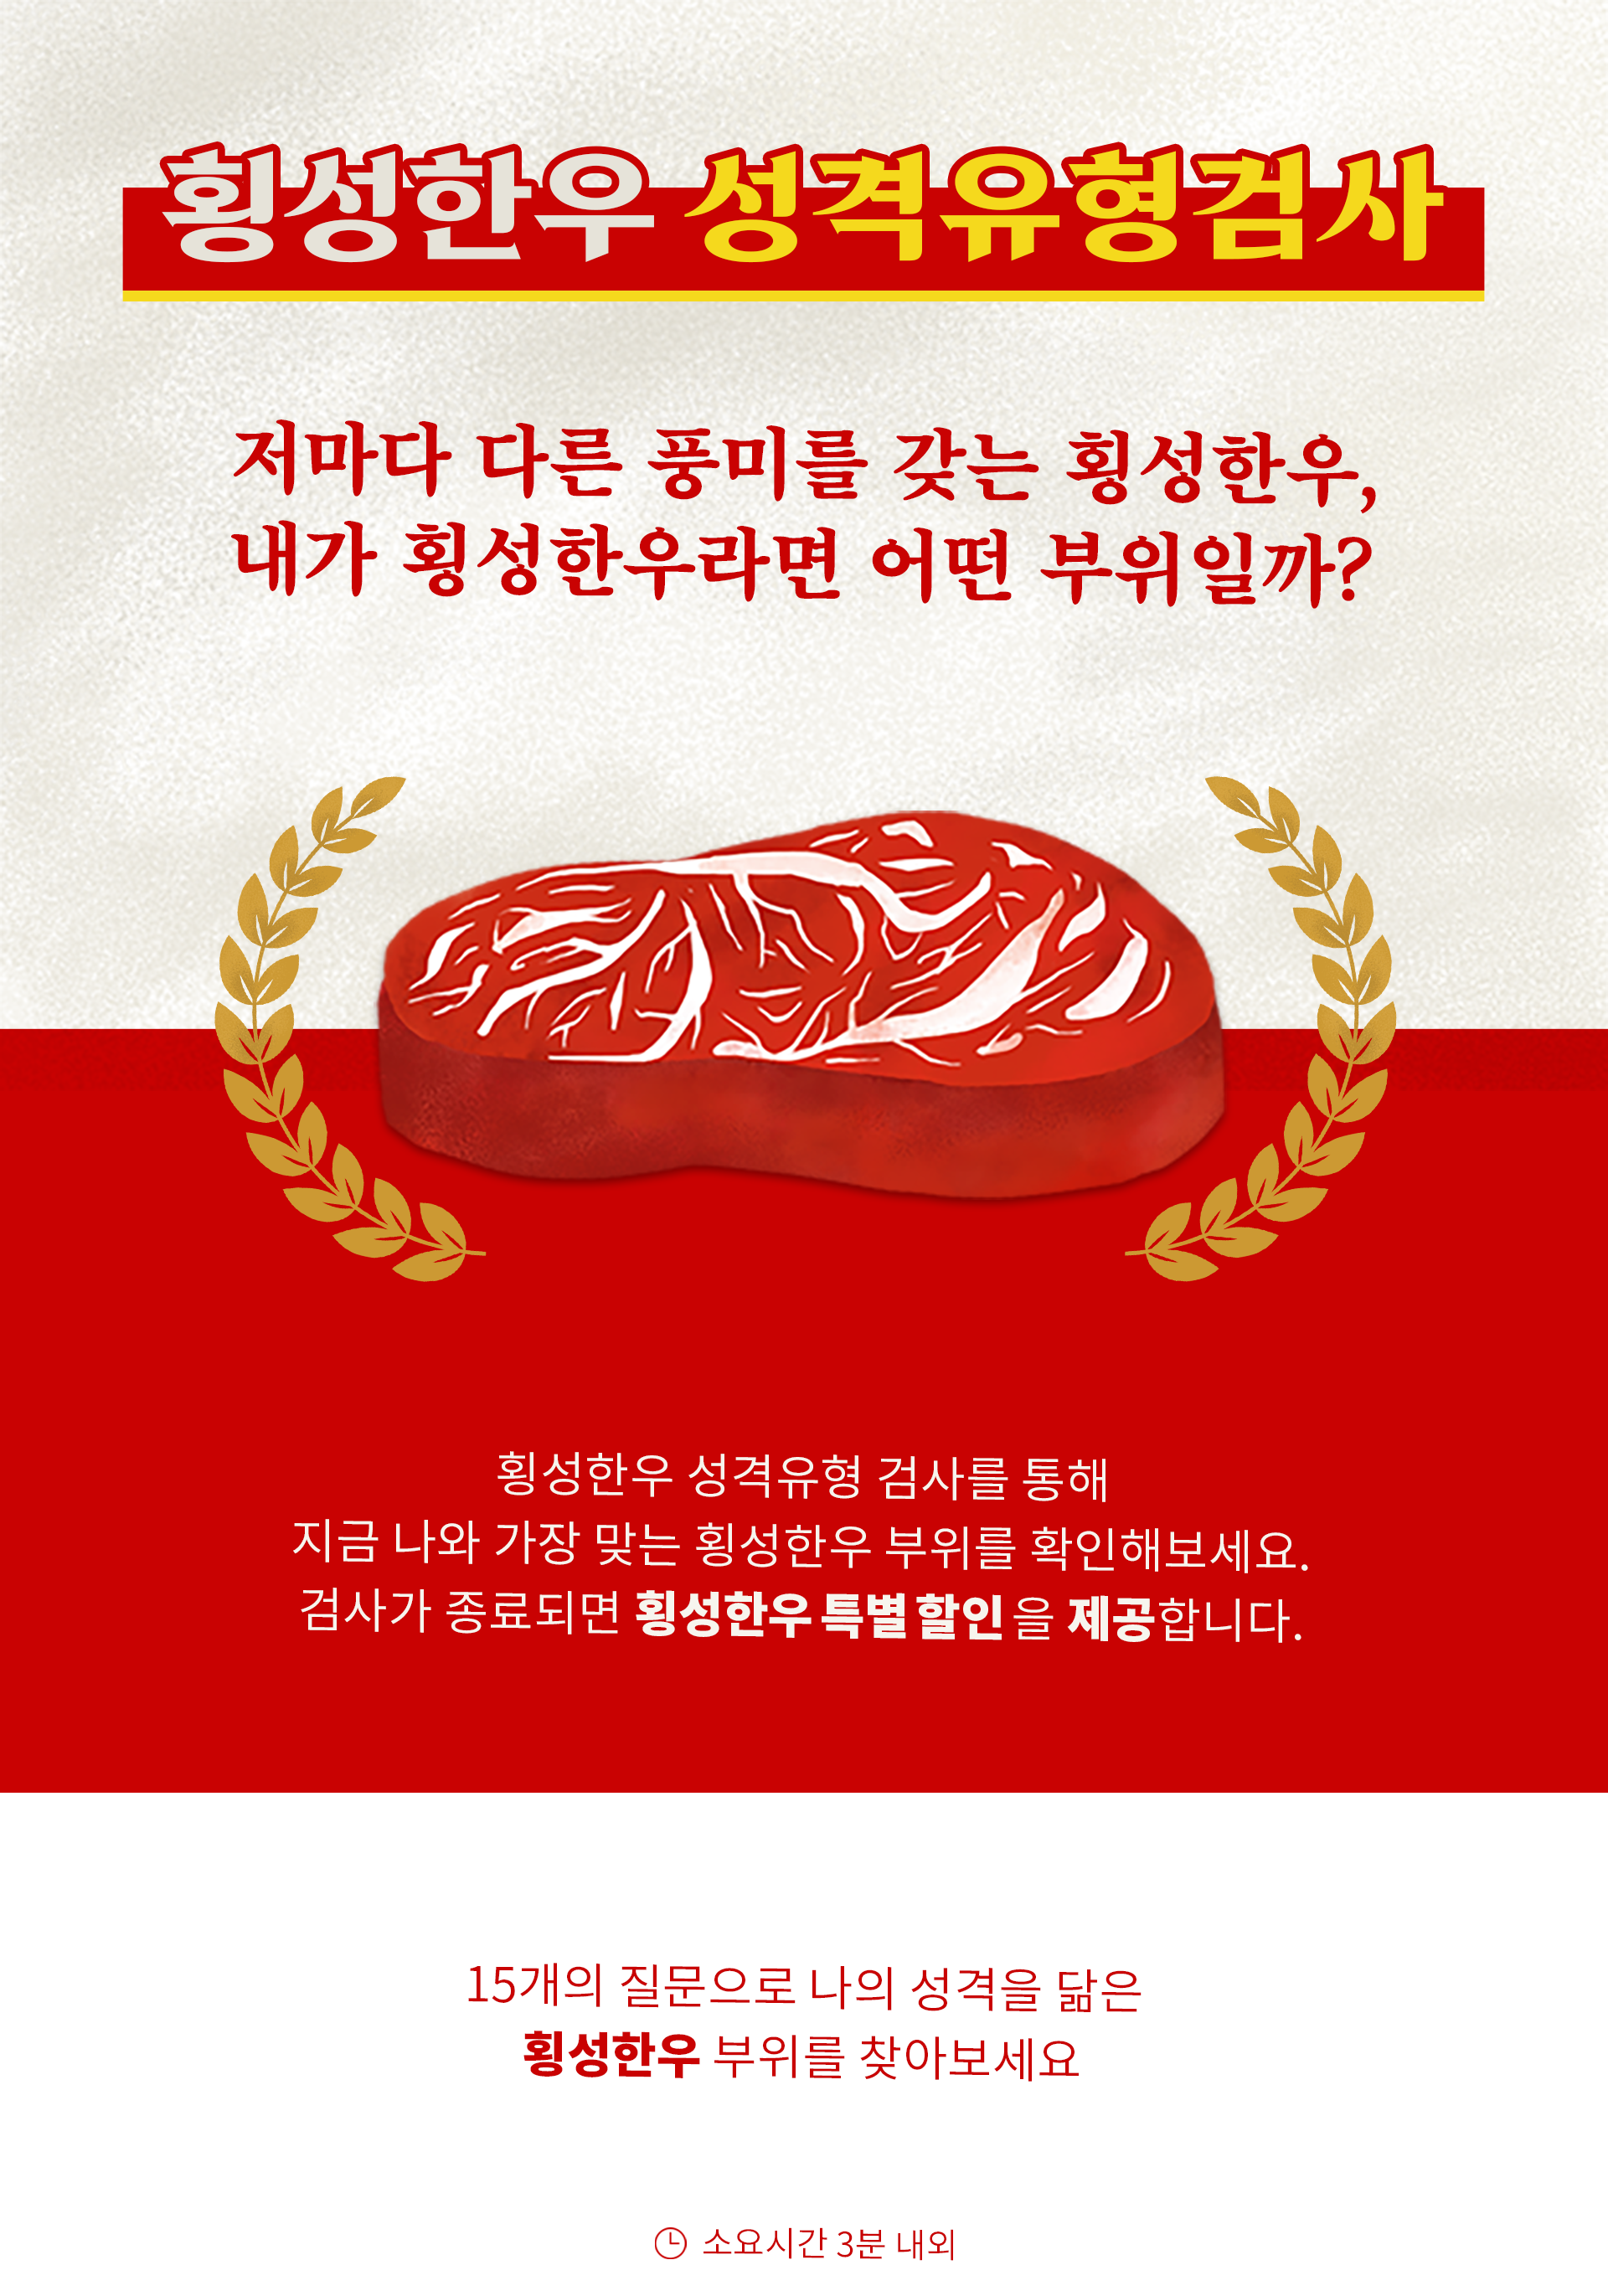 횡성한우 성격유형검사
저마다 다른 풍미를 갖는 횡성한우,
내가 횡성한우라면 어떤 부위일까?
횡성한우 성격유형 검사를 통해
지금 나와 가장 맞는 횡성한우 부위를 확인해보세요.
검사가 종료되면 횡성한우 특별 할인을 제공합니다.
15개의 질문으로 나의 성격을 닮은
횡성한우 부위를 찾아보세요
소요시간 3분 내외